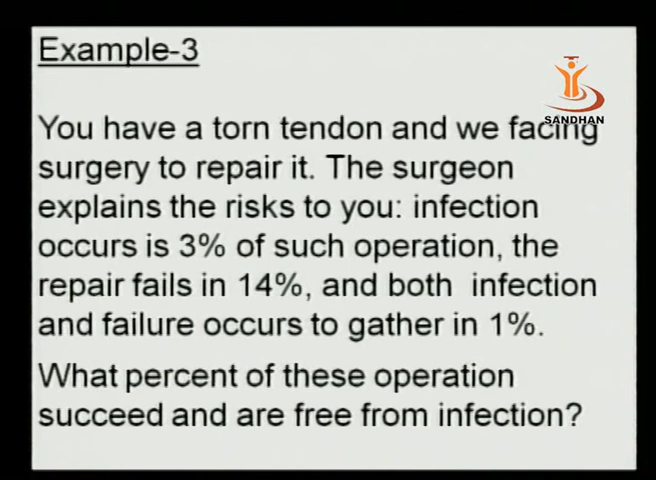 Example-3
SANDHAN
You have a torn tendon and we facing
surgery to repair it. The surgeon
explains the risks to you: infection
occurs is 3% of such operation, the
repair fails in 14%, and both infection
and failure occurs to gather in 1%.
What percent of these operation
succeed and are free from infection?